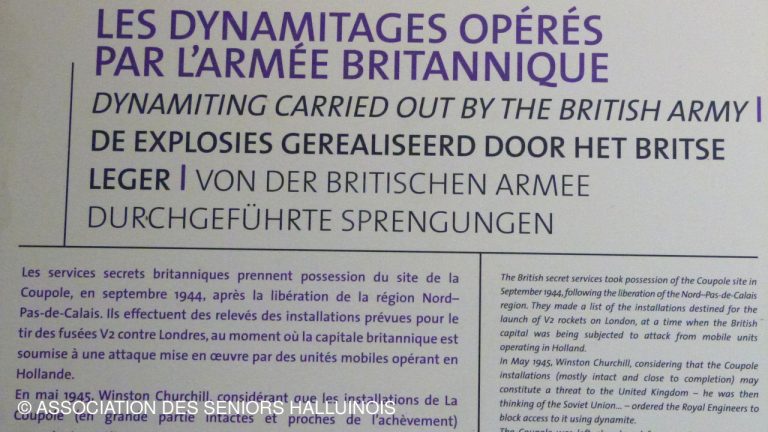 LES DYNAMITAGES OPÉRÉS
PAR L'ARMÉE BRITANNIQUE
DYNAMITING CARRIED OUT BY THE BRITISH ARMY |
DE EXPLOSIES GEREALISEERD DOOR HET BRITSE
LEGER | VON DER BRITISCHEN ARMEE
DURCHGEFÜHRTE SPRENGUNGEN
Les services secrets britanniques prennent possession du site de la
Coupole, en septembre 1944, après la libération de la région Nord–
Pas-de-Calais. Ils effectuent des relevés des installations prévues pour le
tir des fusées V2 contre Londres, au moment où la capitale britannique est
soumise à une attaque mise en œuvre par des unités mobiles opérant en
Hollande.
En mai 1945, Winston Churchill, considérant que les installations de La
Coupole (en grande partie intactes et proches de l'achèvement)
The British secret services took possession of the Coupole site in
September 1944, following the liberation of the Nord–Pas-de-Calais
region. They made a list of the installations destined for the
launch of V2 rockets on London, at a time when the British
capital was being subjected to attack from mobile units
operating in Holland.
In May 1945, Winston Churchill, considering that the Coupole
installations (mostly intact and close to completion) may
constitute a threat to the United Kingdom – he was then
thinking of the Soviet Union... – ordered the Royal Engineers to
block access to it using dynamite.
The Coupole was left
© ASSOCIATION DES SENIORS HALLUINOIS